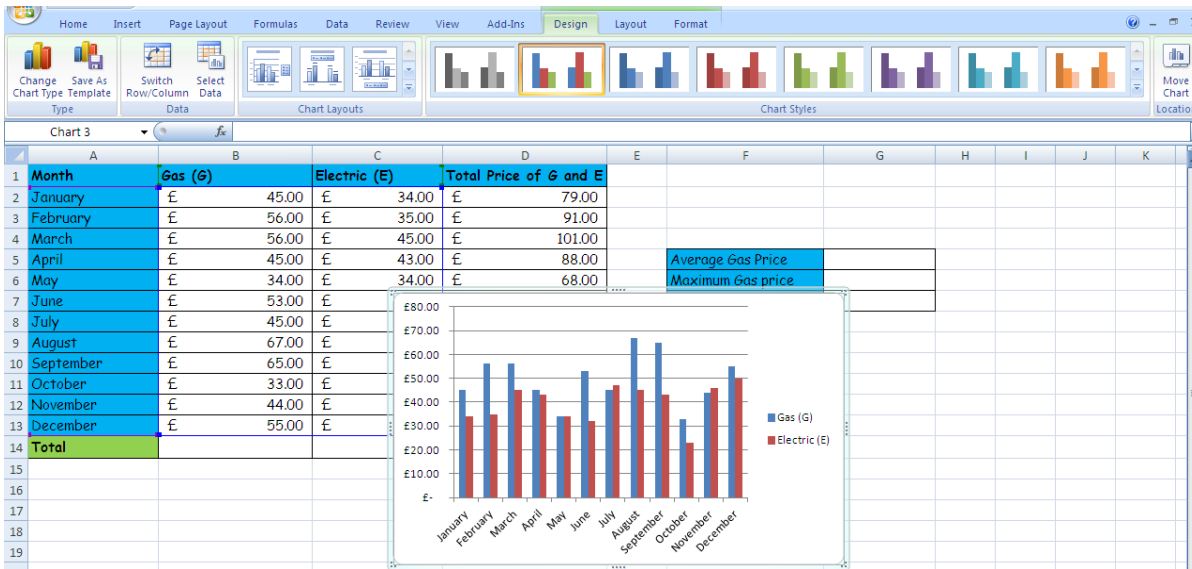 Home Insert Page Layout Formulas Data Review View Add-Ins Design Layout Format
Change Chart Type
Save As Template
Switch Row/Column
Select Data
Move Chart
Type Data Chart Layouts Chart Styles
Chart 3 fx
A B C D E F G H I J K
1 Month Gas (G) Electric (E) Total Price of G and E
2 January £ 45.00 £ 34.00 £ 79.00
3 February £ 56.00 £ 35.00 £ 91.00
4 March £ 56.00 £ 45.00 £ 101.00
5 April £ 45.00 £ 43.00 £ 88.00 Average Gas Price
6 May £ 34.00 £ 34.00 £ 68.00 Maximum Gas price
7 June £ 53.00 £
8 July £ 45.00 £
9 August £ 67.00 £
10 September £ 65.00 £
11 October £ 33.00 £
12 November £ 44.00 £
13 December £ 55.00 £
14 Total
15
16
17
18
19
£80.00
£70.00
£60.00
£50.00
£40.00
£30.00
£20.00
£10.00
£-
January February March April May June July August September October November December
Gas (G)
Electric (E)